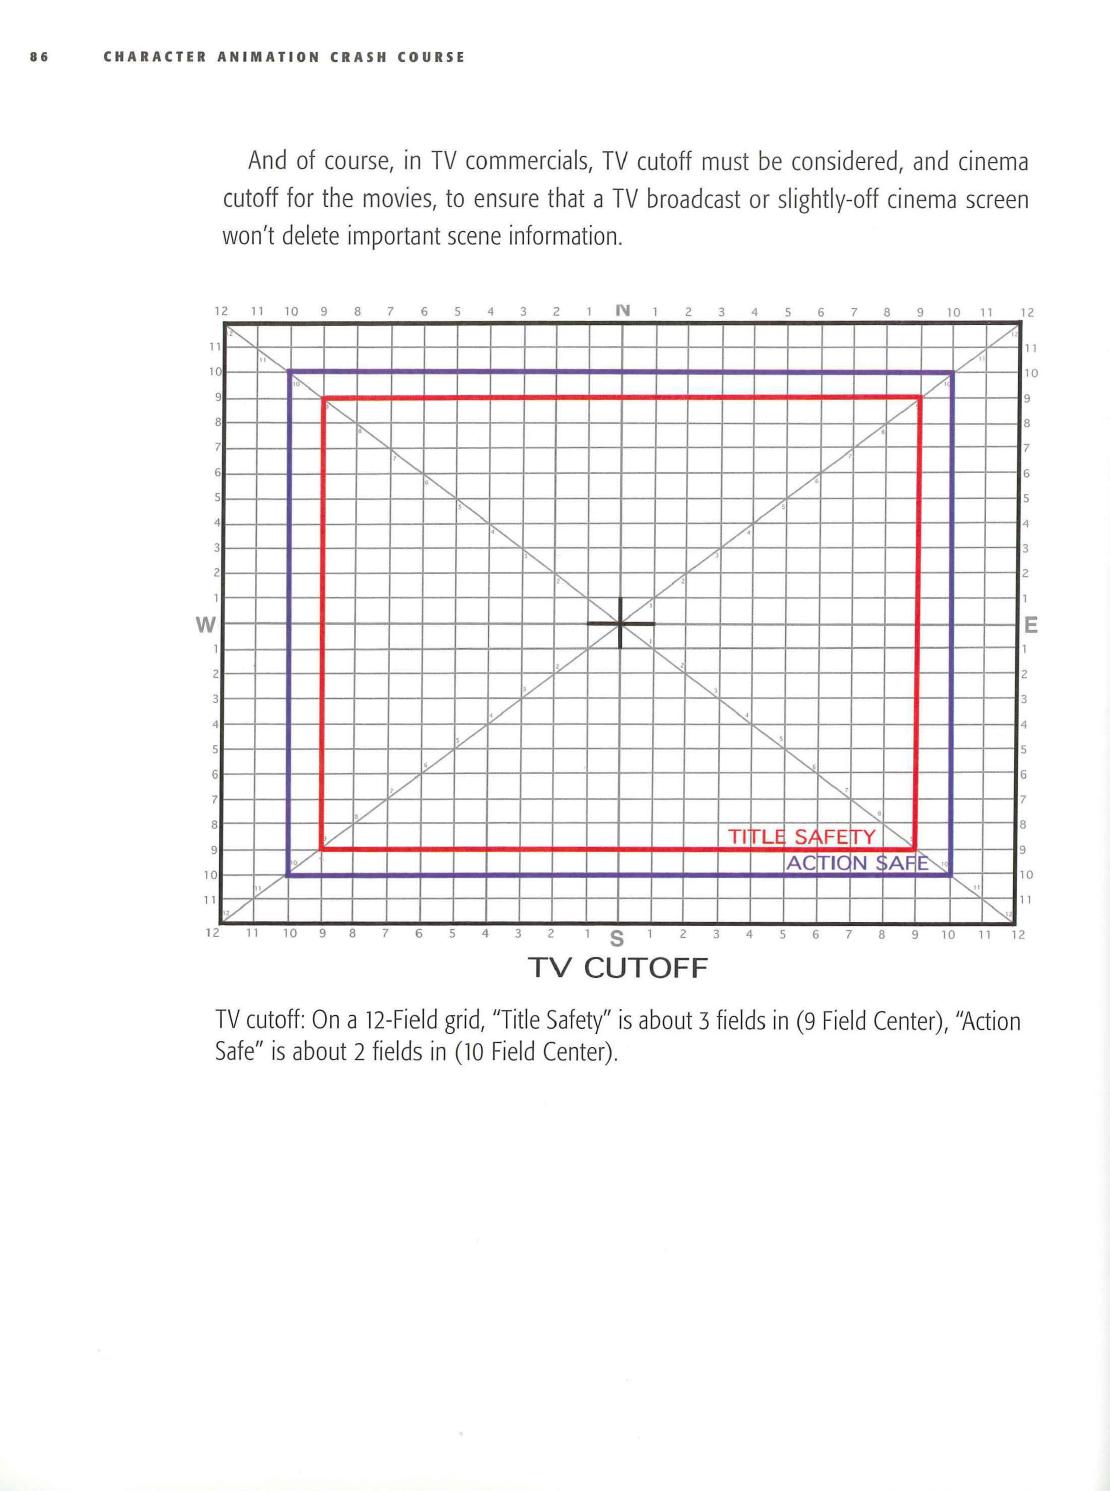 86 CHARACTER ANIMATION CRASH COURSE
And of course, in TV commercials, TV cutoff must be considered, and cinema
cutoff for the movies, to ensure that a TV broadcast or slightly-off cinema screen
won't delete important scene information.
12 11 10 9 8 7 6 5 4 3 2 1 N 1 2 3 4 5 6 7 8 9 10 11 12
11 11
10 10
9 9
8 8
7 7
6 6
5 5
4 4
3 3
2 2
1 1
W E
1 1
2 2
3 3
4 4
5 5
6 6
7 7
8 TITLE SAFETY 8
9 ACTION SAFE 9
10 10
11 11
12 11 10 9 8 7 6 5 4 3 2 1 S 1 2 3 4 5 6 7 8 9 10 11 12
TV CUTOFF
TV cutoff: On a 12-Field grid, “Title Safety” is about 3 fields in (9 Field Center), “Action
Safe” is about 2 fields in (10 Field Center).